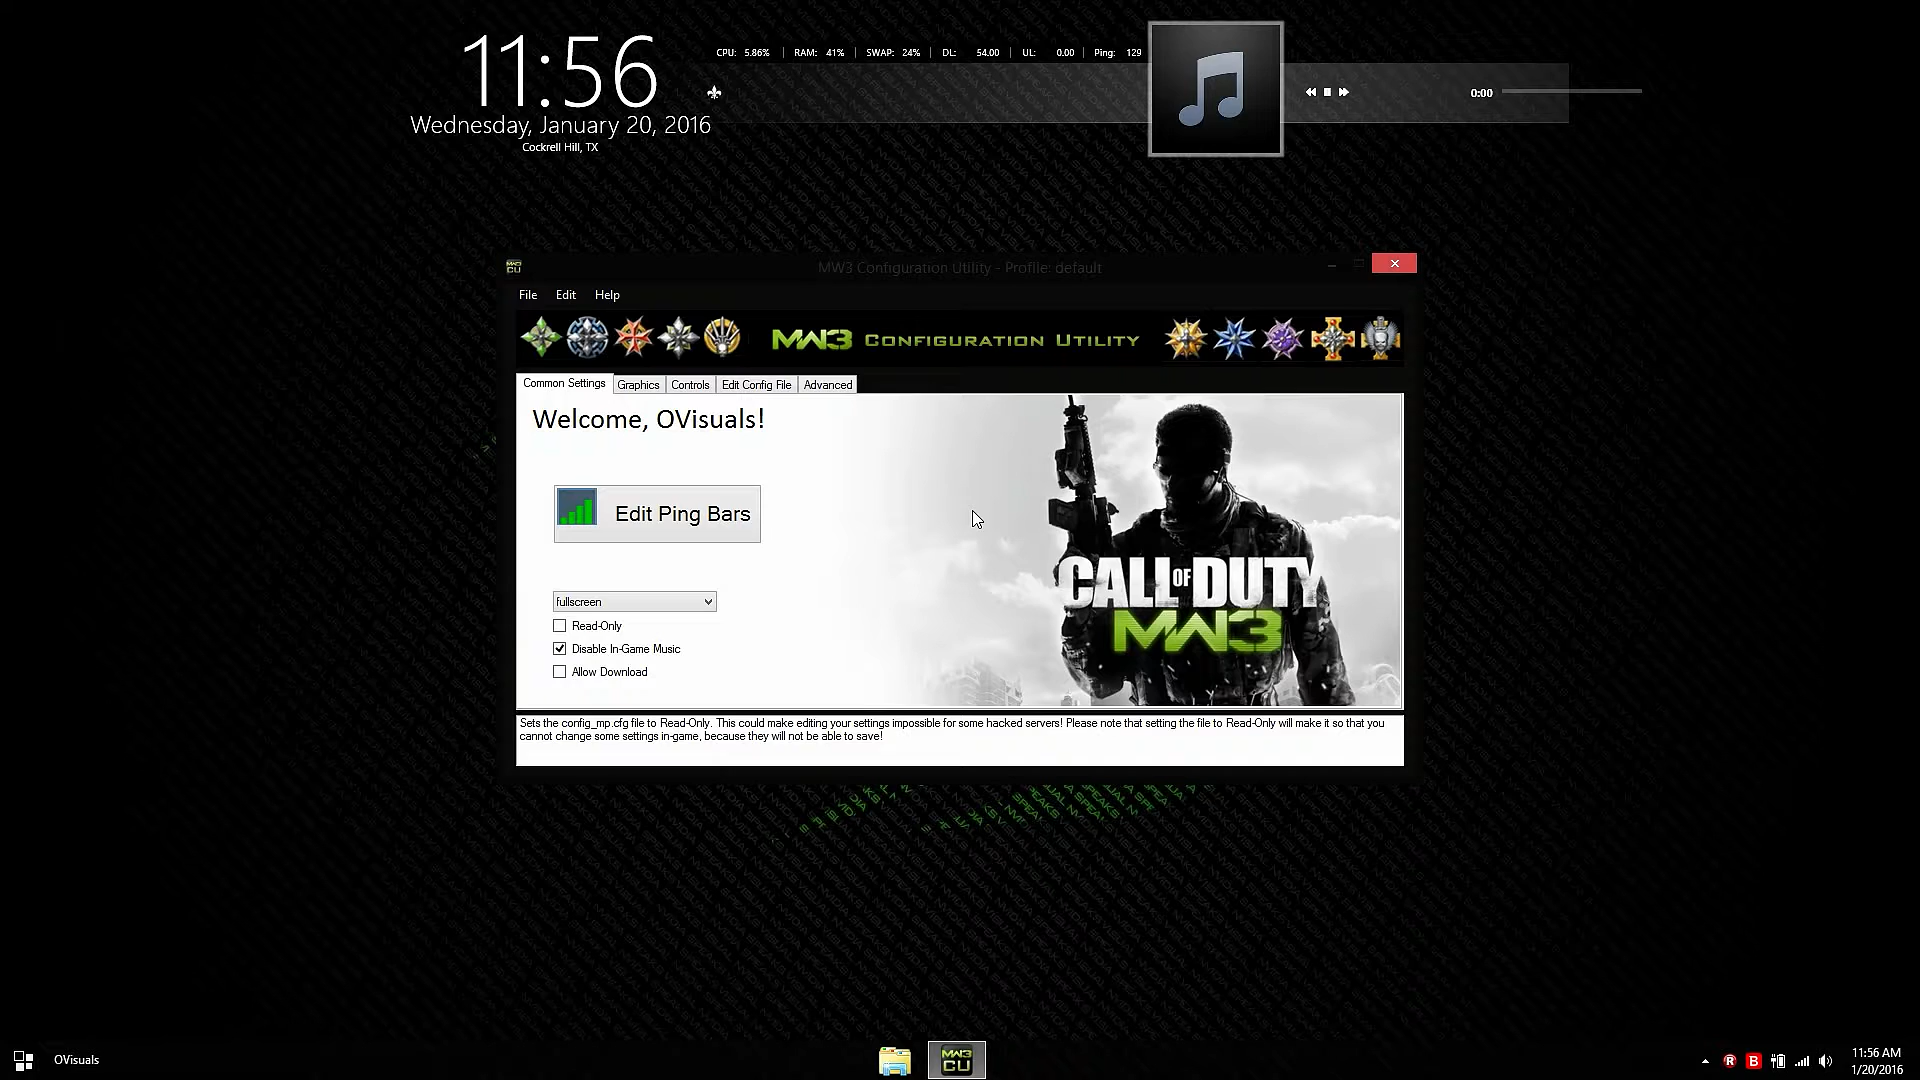 11:56
Wednesday, January 20, 2016
Cockrell Hill, TX
CPU: 5.86% | RAM: 41% | SWAP: 24% | DL: 54.00 | UL: 0.00 | Ping: 129
0:00
MW3 CU
MW3 Configuration Utility - Profile: default
File Edit Help
MW3 Configuration Utility
Common Settings Graphics Controls Edit Config File Advanced
Welcome, OVisuals!
Edit Ping Bars
fullscreen
Read-Only
Disable In-Game Music
Allow Download
CALL OF DUTY
MW3
Sets the config_mp.cfg file to Read-Only. This could make editing your settings impossible for some hacked servers! Please note that setting the file to Read-Only will make it so that you
cannot change some settings in-game, because they will not be able to save!
OVisuals
MW3
CU
R
B
11:56 AM
1/20/2016